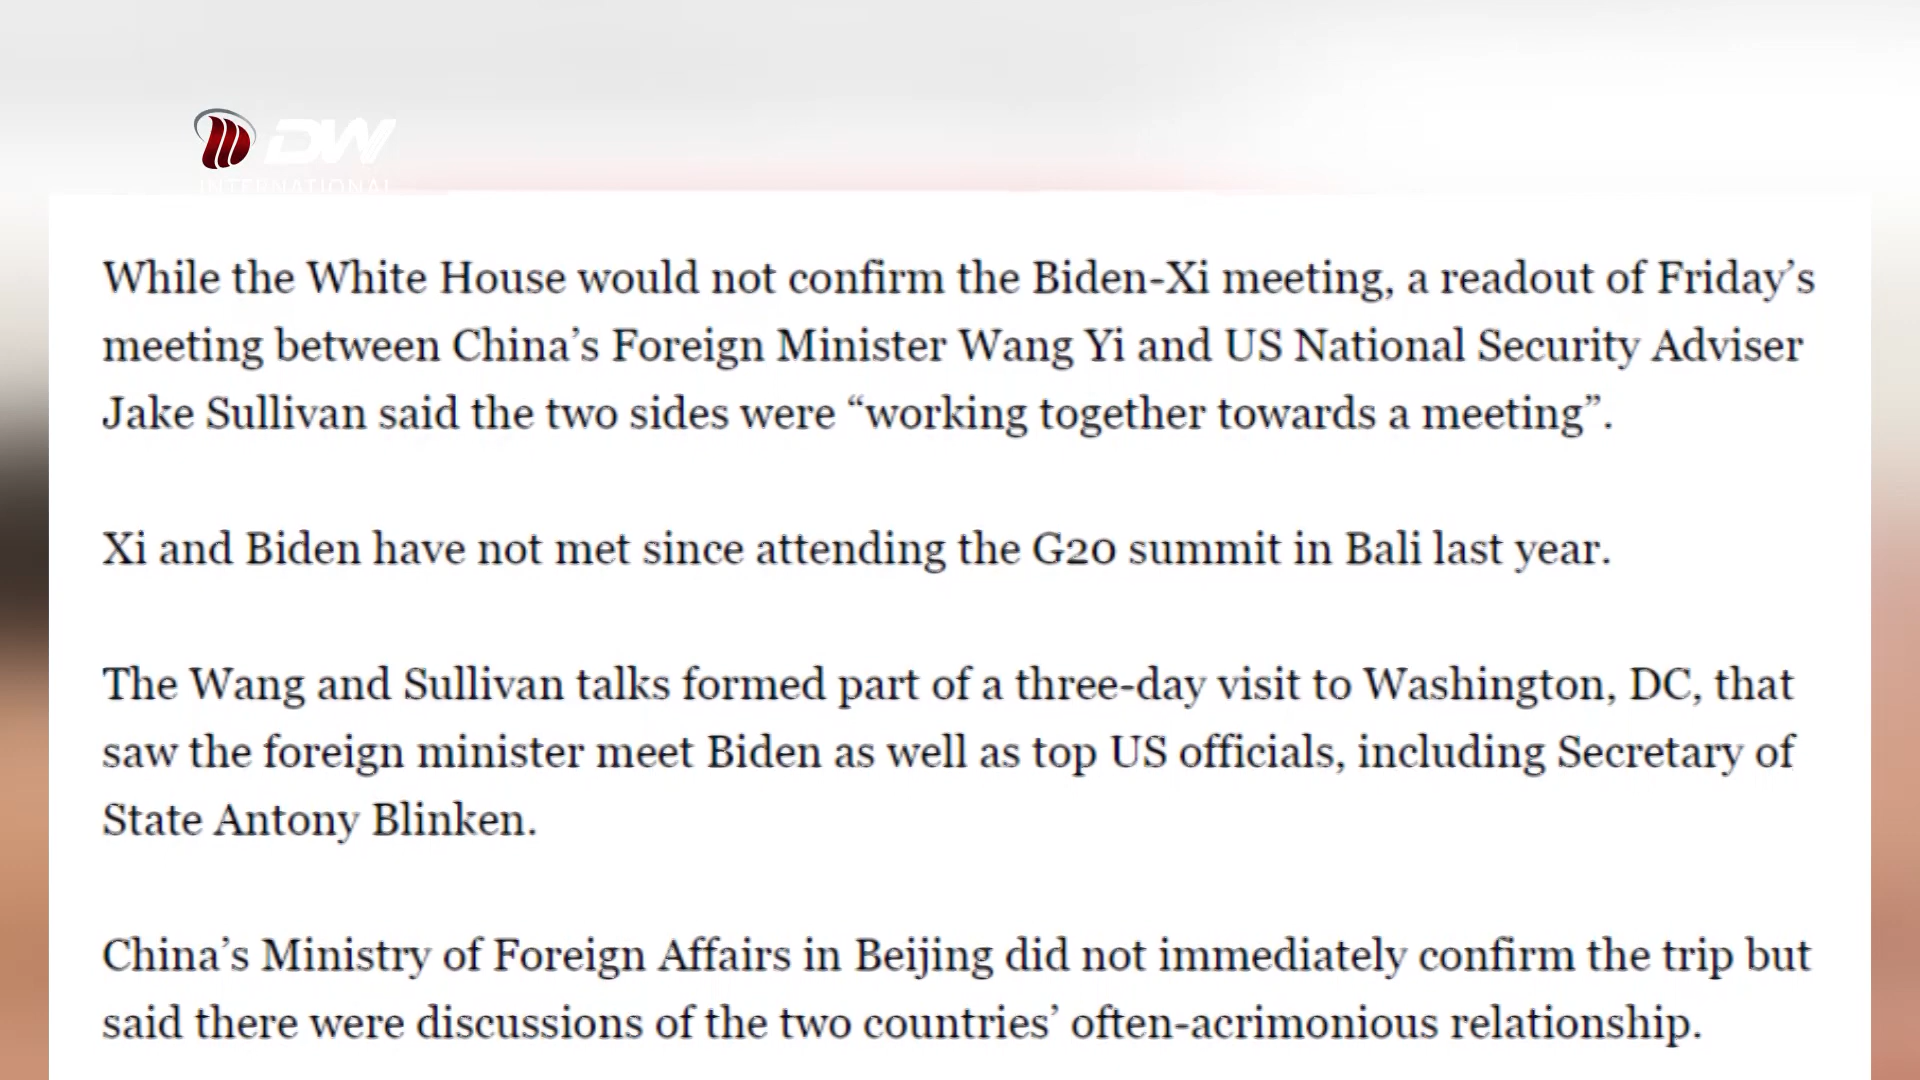 DW
INTERNATIONAL
While the White House would not confirm the Biden-Xi meeting, a readout of Friday’s
meeting between China’s Foreign Minister Wang Yi and US National Security Adviser
Jake Sullivan said the two sides were “working together towards a meeting”.
Xi and Biden have not met since attending the G20 summit in Bali last year.
The Wang and Sullivan talks formed part of a three-day visit to Washington, DC, that
saw the foreign minister meet Biden as well as top US officials, including Secretary of
State Antony Blinken.
China’s Ministry of Foreign Affairs in Beijing did not immediately confirm the trip but
said there were discussions of the two countries’ often-acrimonious relationship.